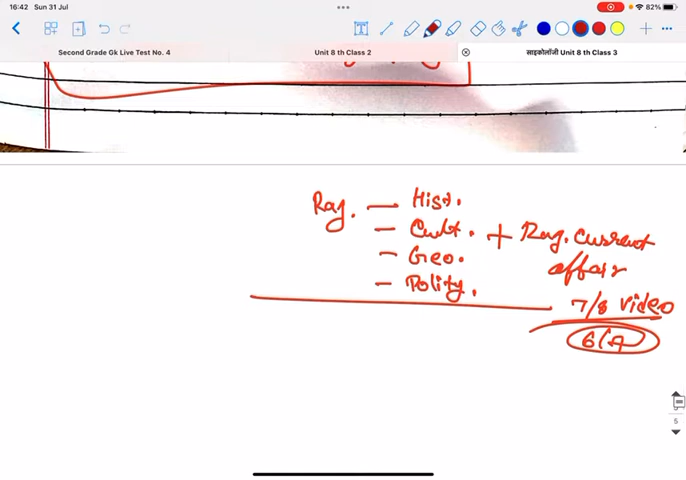 16:42 Sun 31 Jul
82%
Second Grade Gk Live Test No. 4
Unit 8 th Class 2
साइकोलॉजी Unit 8 th Class 3
Raj. — Hist.
— Cult. + Raj. Current
affair
— Geo.
— Polity.
7/8 video
5